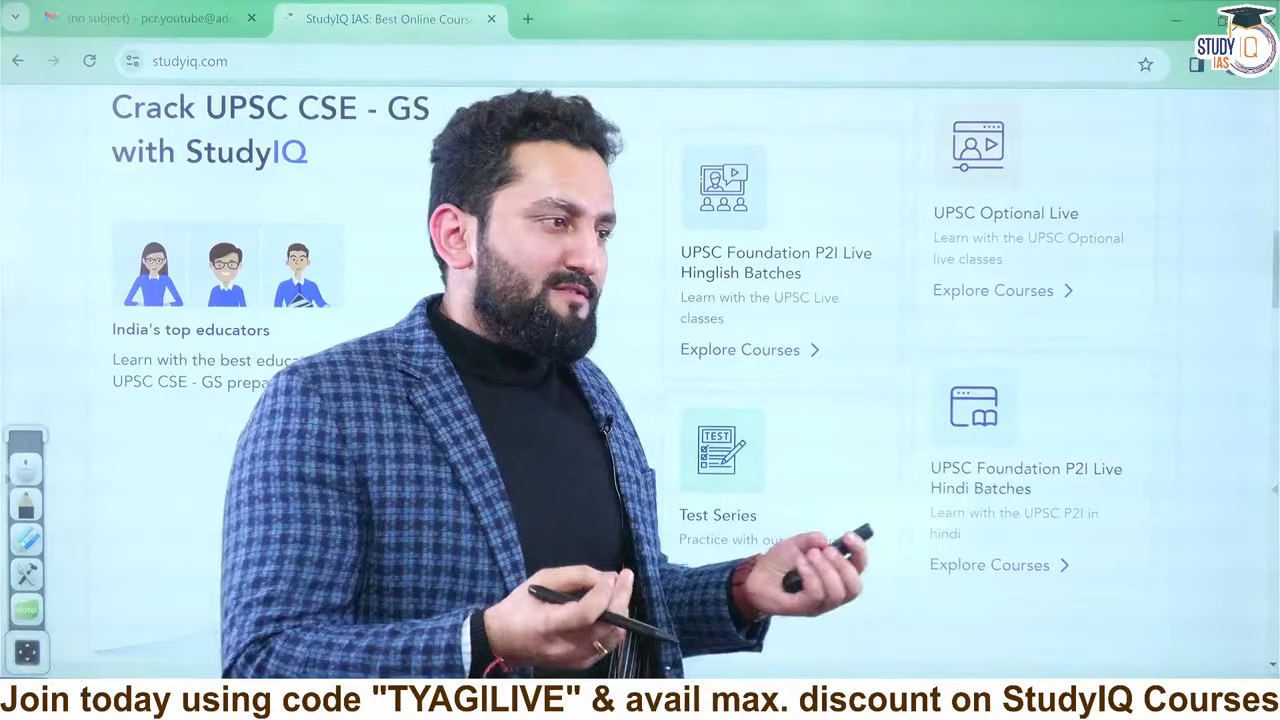 (no subject) - pcr.youtube@add
StudyIQ IAS: Best Online Cours
studyiq.com
STUDY IQ
IAS
Crack UPSC CSE - GS
with StudyIQ
India's top educators
Learn with the best educa
UPSC CSE - GS prepa
UPSC Foundation P2I Live
Hinglish Batches
Learn with the UPSC Live
classes
Explore Courses
UPSC Optional Live
Learn with the UPSC Optional
live classes
Explore Courses
TEST
Test Series
Practice with our
UPSC Foundation P2I Live
Hindi Batches
Learn with the UPSC P2I in
hindi
Explore Courses
Note
Join today using code "TYAGILIVE" & avail max. discount on StudyIQ Courses